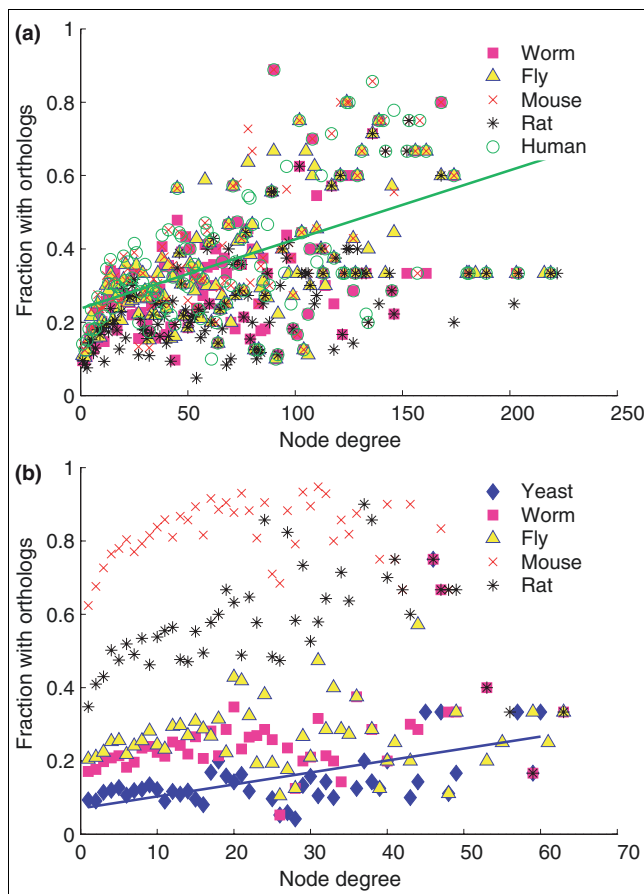 (a)
1
0.8
0.6
0.4
0.2
0
Fraction with orthologs
Worm
Fly
Mouse
Rat
Human
0 50 100 150 200 250
Node degree
(b)
1
0.8
0.6
0.4
0.2
0
Fraction with orthologs
Yeast
Worm
Fly
Mouse
Rat
0 10 20 30 40 50 60 70
Node degree